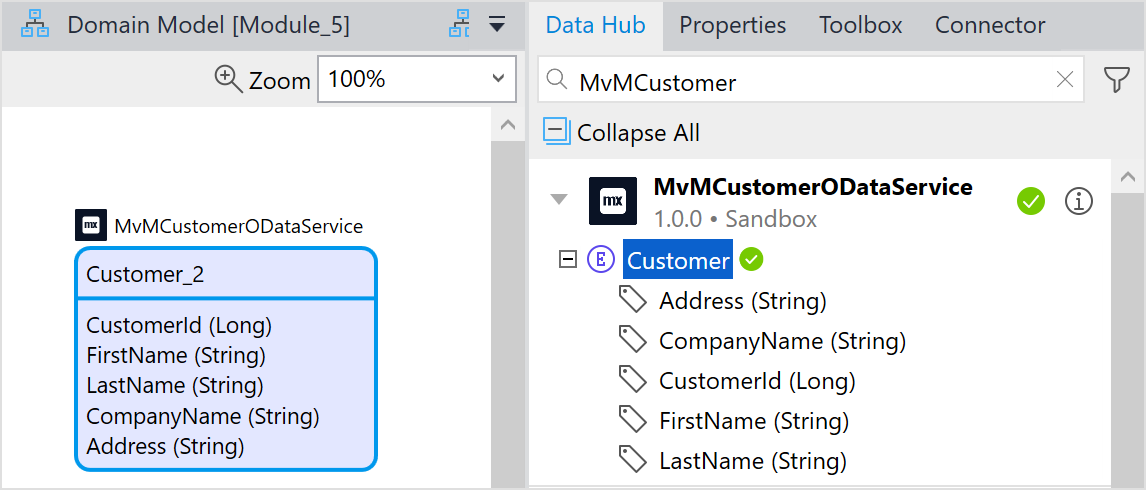 Domain Model [Module_5]
Zoom 100%
mx MvMCustomerODataService
Customer_2
CustomerId (Long)
FirstName (String)
LastName (String)
CompanyName (String)
Address (String)
Data Hub Properties Toolbox Connector
MvMCustomer
Collapse All
mx MvMCustomerODataService
1.0.0 • Sandbox
E Customer
Address (String)
CompanyName (String)
CustomerId (Long)
FirstName (String)
LastName (String)